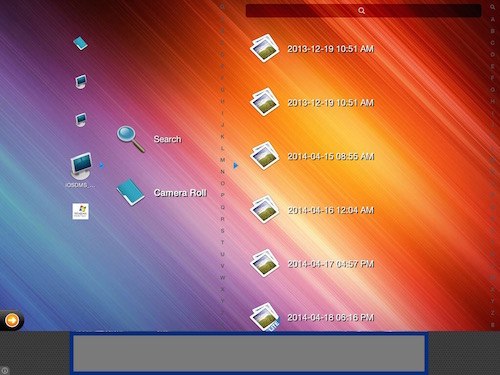 2013-12-19 10:51 AM
2013-12-19 10:51 AM
Search
2014-04-15 08:55 AM
iOSDMS ...
Camera Roll
2014-04-16 12:04 AM
2014-04-17 04:57 PM
2014-04-18 06:16 PM